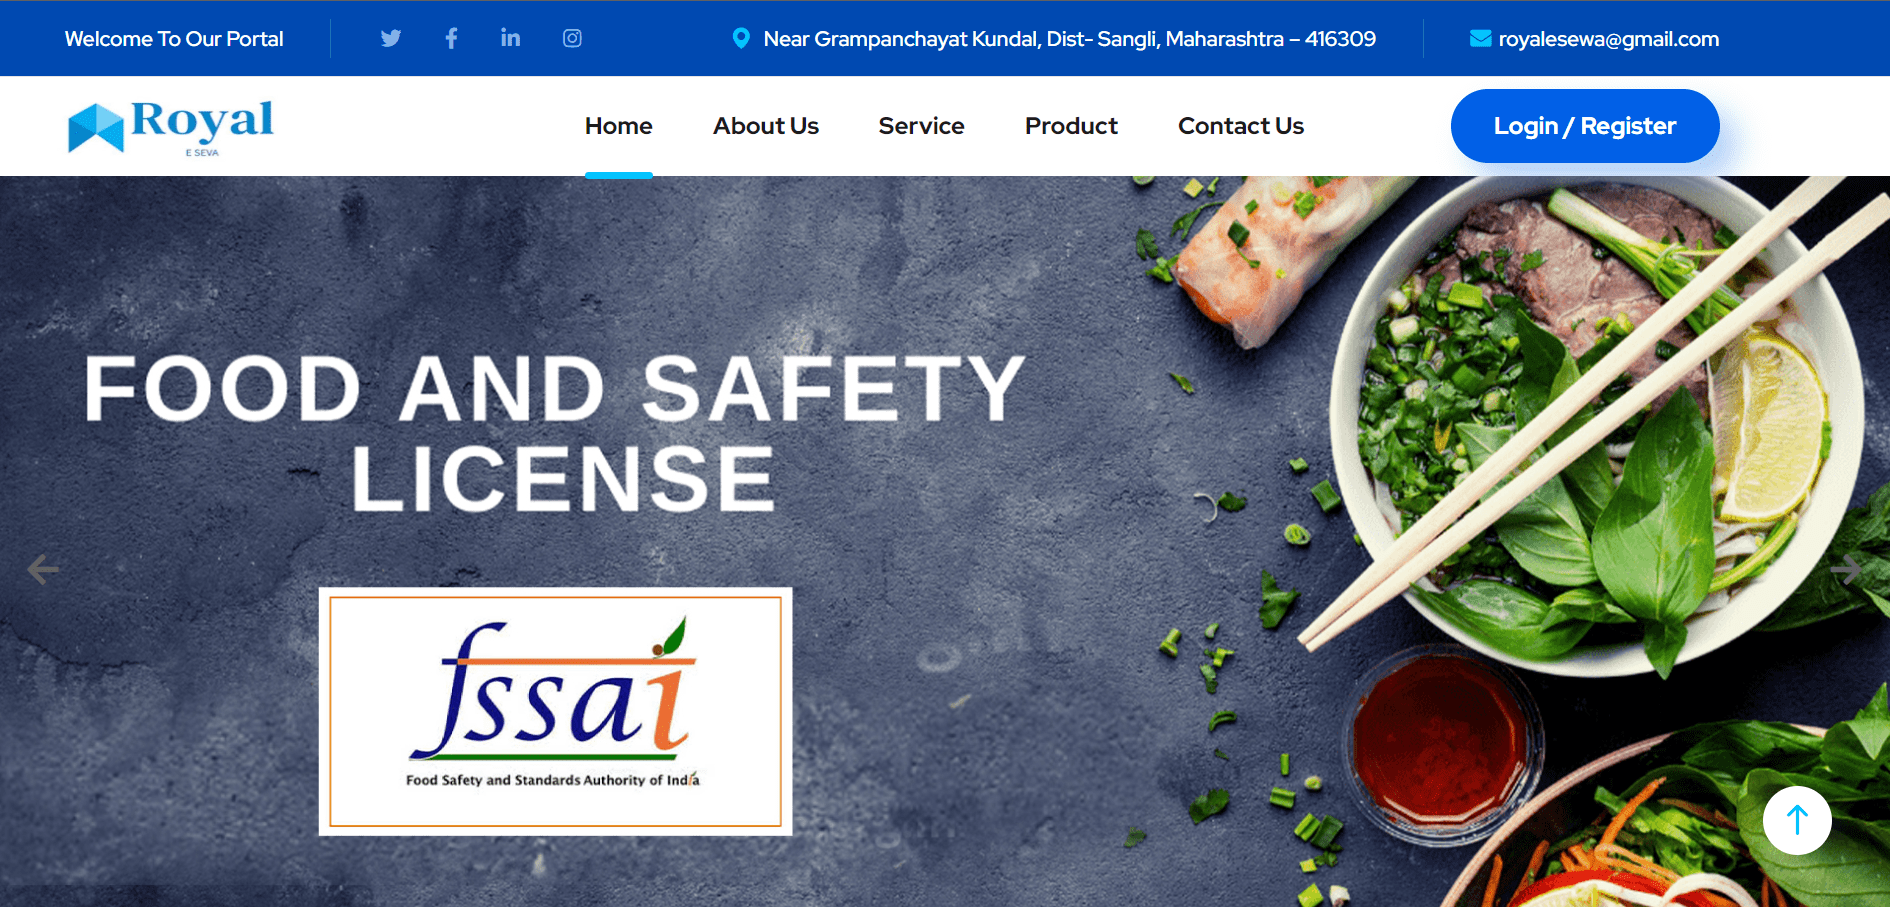 Welcome To Our Portal
Near Grampanchayat Kundal, Dist- Sangli, Maharashtra – 416309
royalesewa@gmail.com
Royal
E SEVA
Home
About Us
Service
Product
Contact Us
Login / Register
FOOD AND SAFETY
LICENSE
fssai
Food Safety and Standards Authority of India